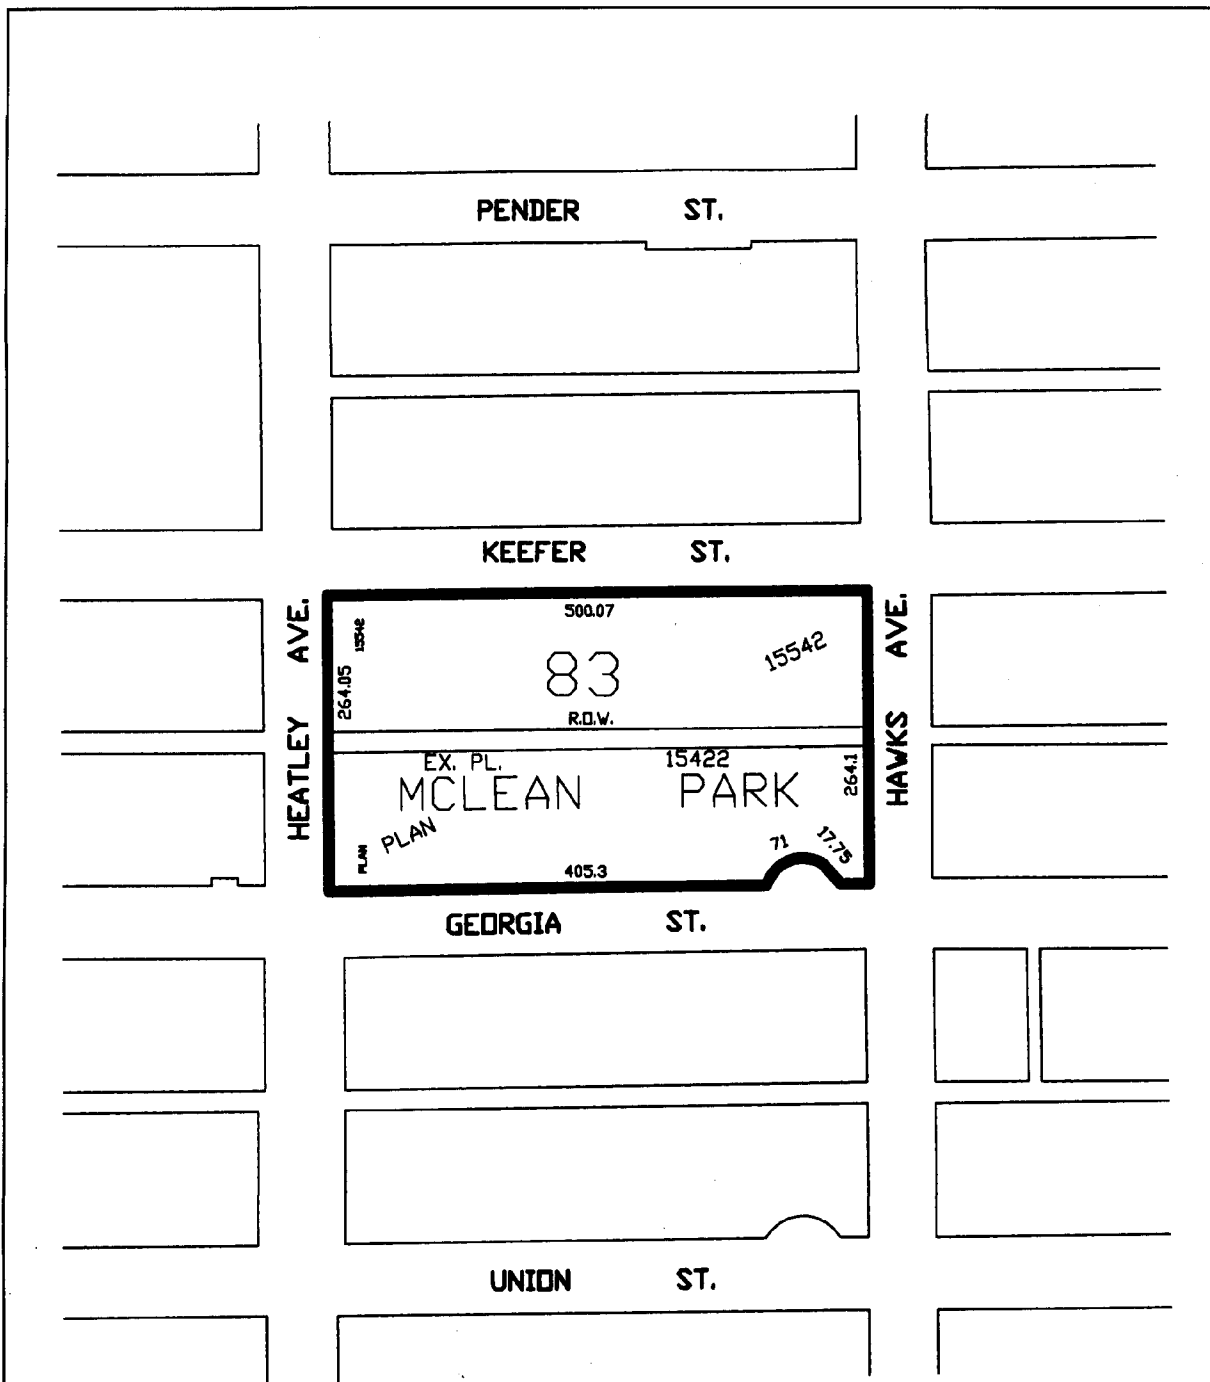 PENDER ST.
KEEFER ST.
HEATLEY AVE.
HAWKS AVE.
500.07
15542
264.05
83
15542
R.O.W.
EX. PL. 15422
MCLEAN PARK
264.1
PLAN
PLAN
71
17.75
405.3
GEORGIA ST.
UNION ST.